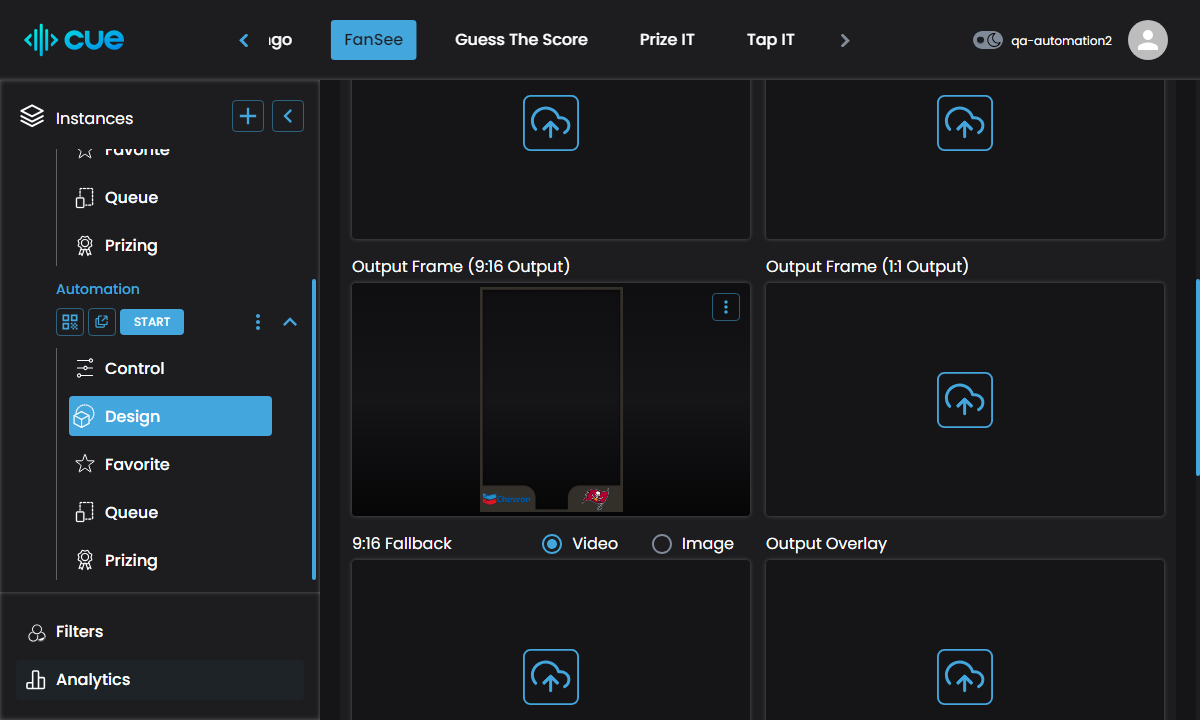 cue
FanSee
Guess The Score
Prize IT
Tap IT
qa-automation2
Instances
Favorite
Queue
Prizing
Automation
START
Control
Design
Favorite
Queue
Prizing
Filters
Analytics
Output Frame (9:16 Output)
Output Frame (1:1 Output)
Chevron
9:16 Fallback
Video
Image
Output Overlay